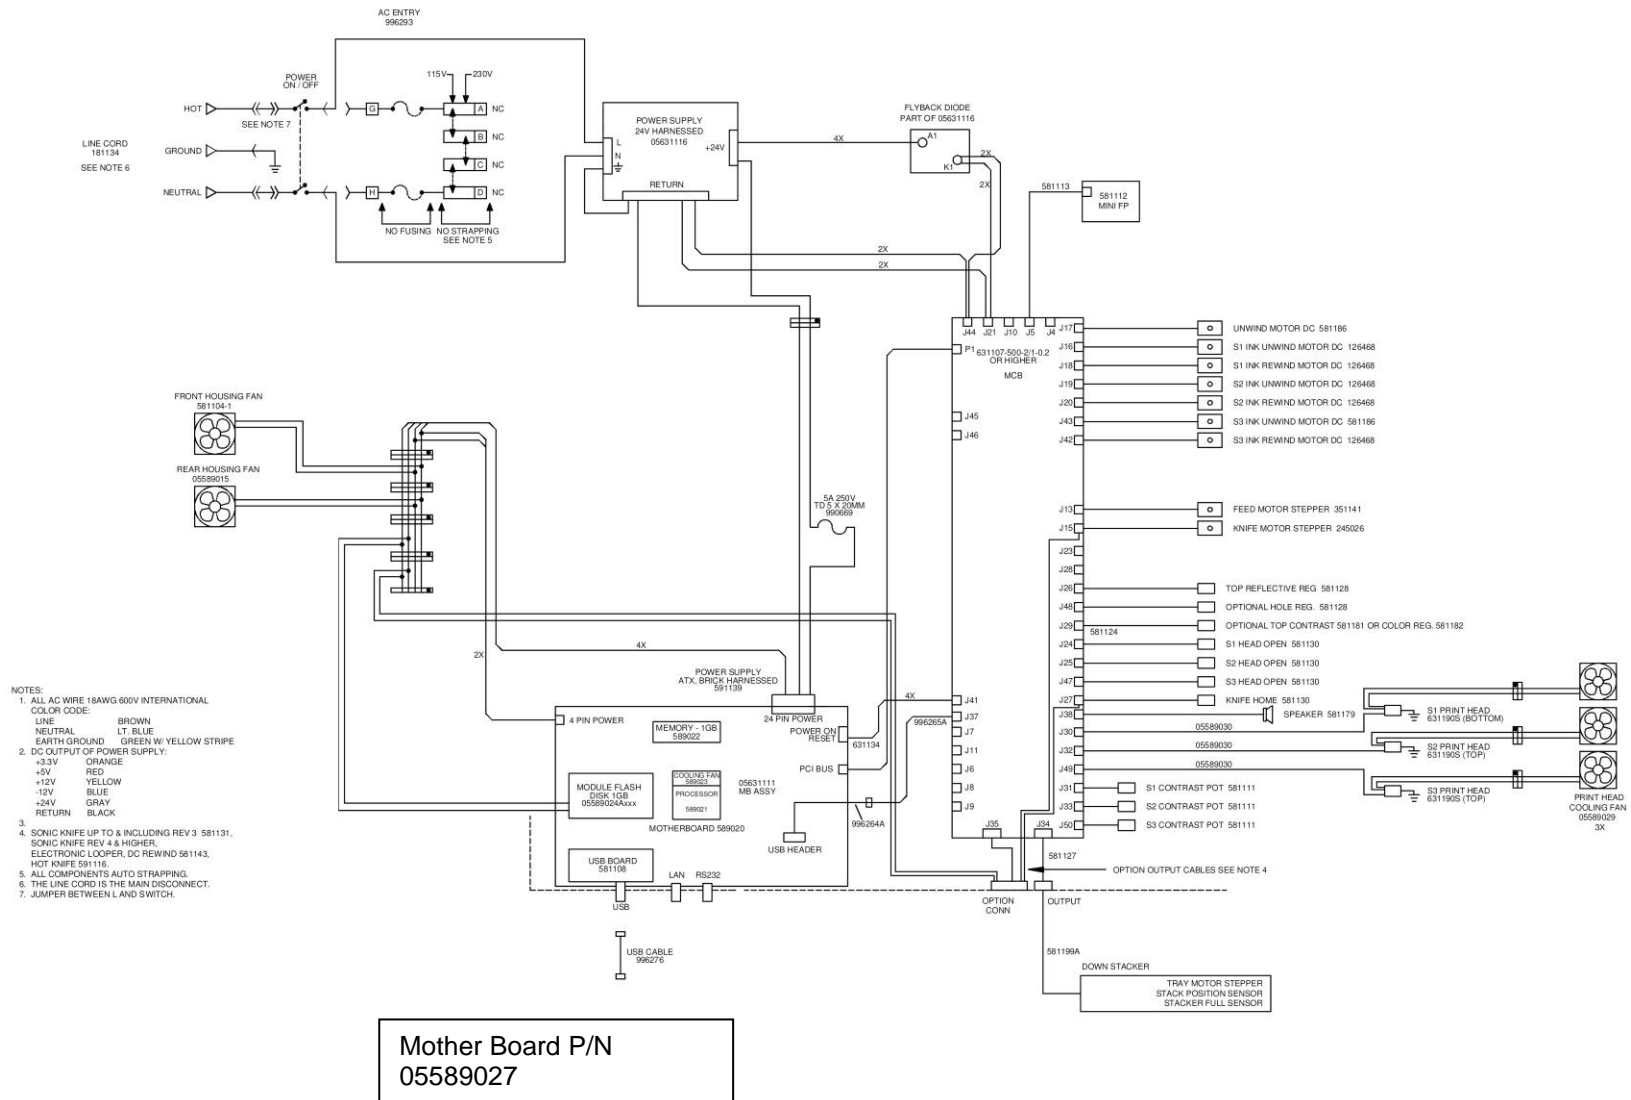 AC ENTRY
996293
POWER
ON / OFF
115V
230V
HOT
SEE NOTE 7
G
A
NC
B
NC
LINE CORD
181134
SEE NOTE 6
GROUND
C
NC
NEUTRAL
H
D
NC
NO FUSING
NO STRAPPING
SEE NOTE 5
POWER SUPPLY
24V HARNESSED
05631116
L
N
+24V
RETURN
4X
FLYBACK DIODE
PART OF 05631116
A1
K1
2X
2X
581113
581112
MINI FP
2X
2X
J44
J21
J10
J5
J4
P1
631107-500-2/1-0.2
OR HIGHER
MCB
J45
J46
J17
UNWIND MOTOR DC 581186
J16
S1 INK UNWIND MOTOR DC 126468
J18
S1 INK REWIND MOTOR DC 126468
J19
S2 INK UNWIND MOTOR DC 126468
J20
S2 INK REWIND MOTOR DC 126468
J43
S3 INK UNWIND MOTOR DC 581186
J42
S3 INK REWIND MOTOR DC 126468
J13
FEED MOTOR STEPPER 351141
J15
KNIFE MOTOR STEPPER 245026
J23
J28
J26
TOP REFLECTIVE REG 581128
J48
OPTIONAL HOLE REG. 581128
J29
581124
OPTIONAL TOP CONTRAST 581181 OR COLOR REG. 581182
J24
S1 HEAD OPEN 581130
J25
S2 HEAD OPEN 581130
J47
S3 HEAD OPEN 581130
J27
KNIFE HOME 581130
J38
SPEAKER 581179
J30
05589030
S1 PRINT HEAD
631190S (BOTTOM)
J32
05589030
S2 PRINT HEAD
631190S (TOP)
J49
05589030
S3 PRINT HEAD
631190S (TOP)
J31
S1 CONTRAST POT 581111
J33
S2 CONTRAST POT 581111
J50
S3 CONTRAST POT 581111
PRINT HEAD
COOLING FAN
05589029
3X
FRONT HOUSING FAN
581104-1
REAR HOUSING FAN
05589015
5A 250V
TD 5 X 20MM
990669
2X
4X
POWER SUPPLY
ATX, BRICK HARNESSED
591139
4 PIN POWER
MEMORY - 1GB
589022
24 PIN POWER
POWER ON
RESET
631134
4X
996265A
PCI BUS
MODULE FLASH
DISK 1GB
05589024Axxx
COOLING FAN
589023
PROCESSOR
589021
05631111
MB ASSY
MOTHERBOARD 589020
996264A
USB HEADER
USB BOARD
581108
USB
LAN
RS232
USB CABLE
996276
J41
J37
J7
J11
J6
J8
J9
J35
J34
581127
OPTION OUTPUT CABLES SEE NOTE 4
OPTION
CONN
OUTPUT
581199A
DOWN STACKER
TRAY MOTOR STEPPER
STACK POSITION SENSOR
STACKER FULL SENSOR
NOTES:
1. ALL AC WIRE 18AWG 600V INTERNATIONAL
COLOR CODE:
LINE BROWN
NEUTRAL LT. BLUE
EARTH GROUND GREEN W/ YELLOW STRIPE
2. DC OUTPUT OF POWER SUPPLY:
+3.3V ORANGE
+5V RED
+12V YELLOW
-12V BLUE
+24V GRAY
RETURN BLACK
3.
4. SONIC KNIFE UP TO & INCLUDING REV 3 581131,
SONIC KNIFE REV 4 & HIGHER,
ELECTRONIC LOOPER, DC REWIND 581143,
HOT KNIFE 591116.
5. ALL COMPONENTS AUTO STRAPPING.
6. THE LINE CORD IS THE MAIN DISCONNECT.
7. JUMPER BETWEEN L AND SWITCH.
Mother Board P/N
05589027